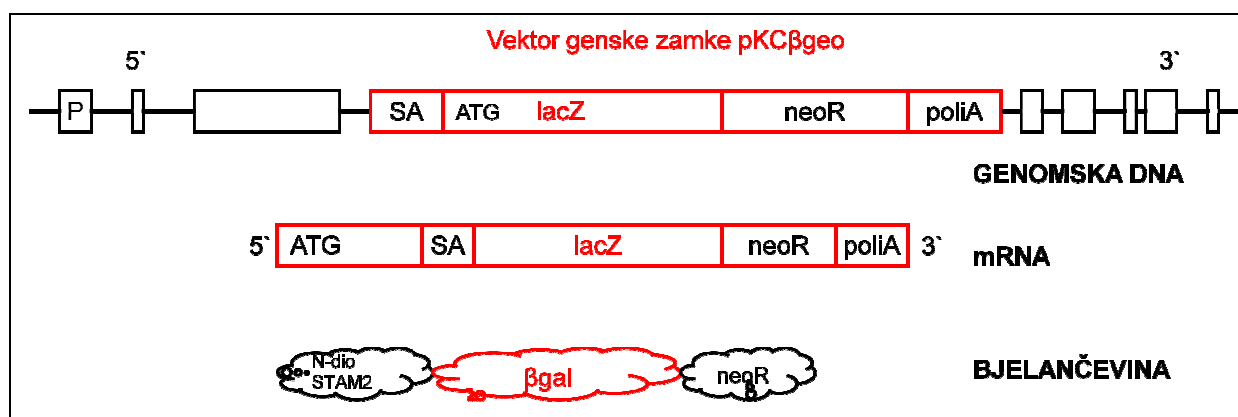 Vektor genske zamke pKCβgeo
5` 3`
P SA ATG lacZ neoR poliA
GENOMSKA DNA
5` ATG SA lacZ neoR poliA 3`
mRNA
N-dio
STAM2 βgal neoR
BJELANČEVINA